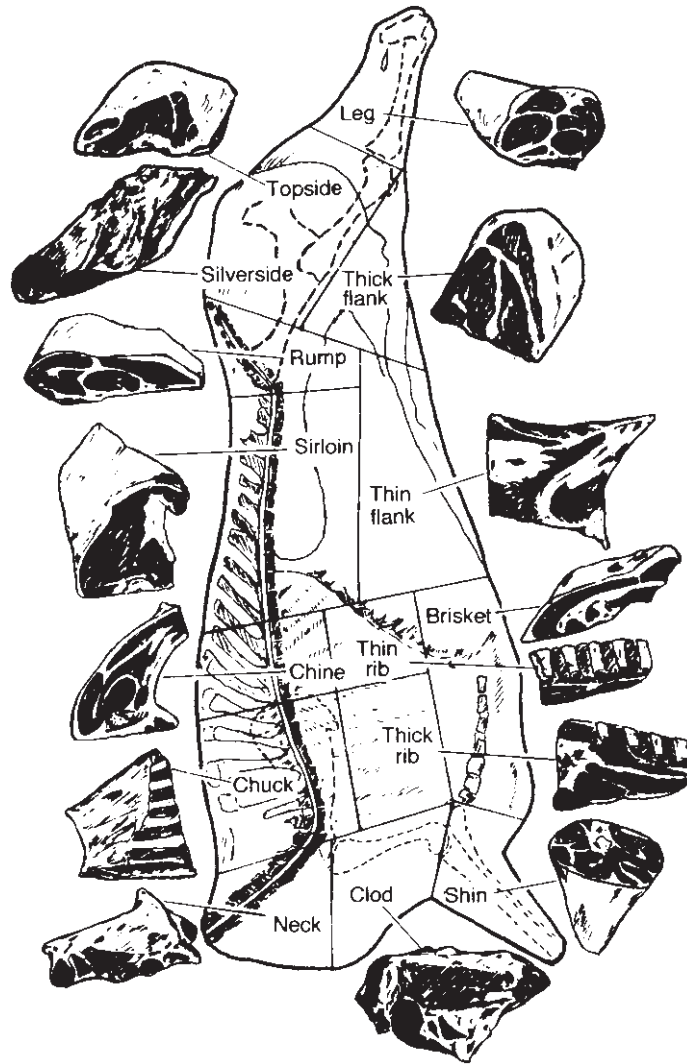 Leg
Topside
Silverside
Thick
flank
Rump
Sirloin
Thin
flank
Brisket
Thin
rib
Chine
Thick
rib
Chuck
Clod
Shin
Neck